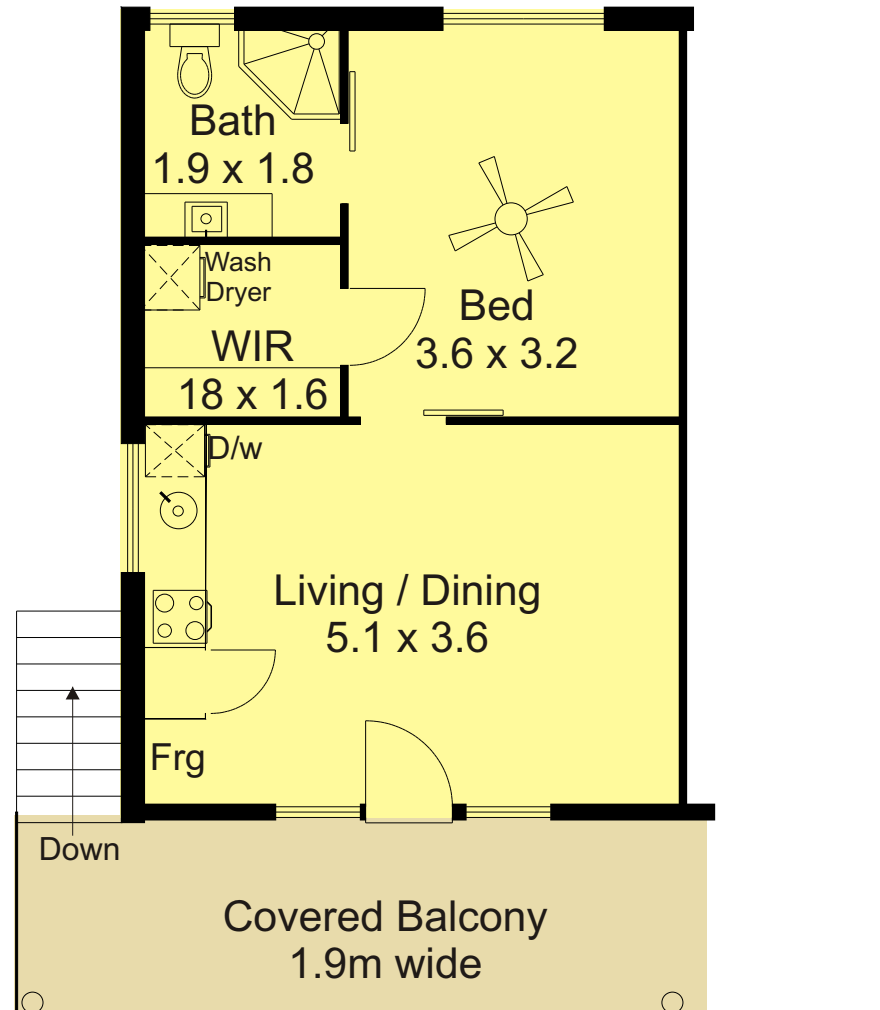 Bath
1.9 x 1.8
Wash
Dryer
WIR
18 x 1.6
Bed
3.6 x 3.2
D/w
Living / Dining
5.1 x 3.6
Frg
Down
Covered Balcony
1.9m wide